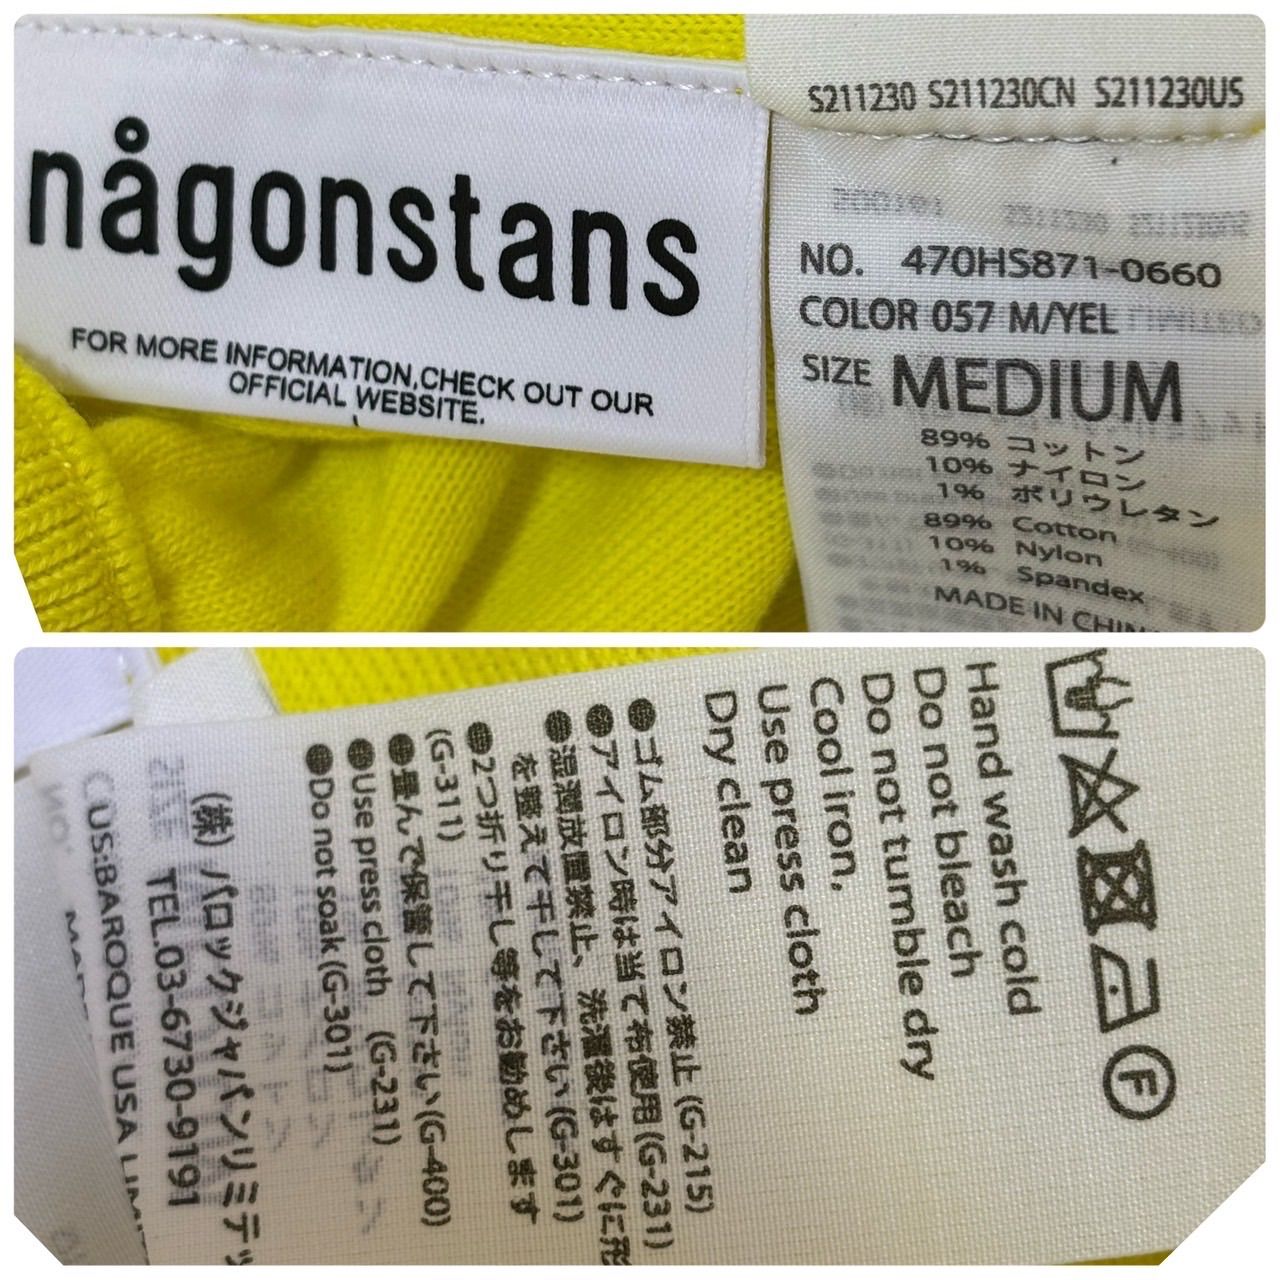 någonstans
FOR MORE INFORMATION,CHECK OUT OUR
OFFICIAL WEBSITE.
S211230 S211230CN S211230US
NO. 470HS871-0660
COLOR 057 M/YEL
SIZE MEDIUM
89% コットン
10% ナイロン
1% ポリウレタン
89% Cotton
10% Nylon
1% Spandex
MADE IN CHIN
F
Hand wash cold
Do not bleach
Do not tumble dry
Cool iron.
Use press cloth
Dry clean
●ゴム部分アイロン禁止 (G-215)
●アイロン時は当て布使用 (G-231)
●湿潤放置禁止、洗濯後はすぐに形
を整えて干して下さい (G-301)
●2つ折り干し等をお勧めします
(G-311)
●畳んで保管して下さい (G-400)
●Use press cloth (G-231)
●Do not soak (G-301)
(株) バロックジャパンリミテッ
TEL.03-6730-9191
US:BAROQUE USA LIMI